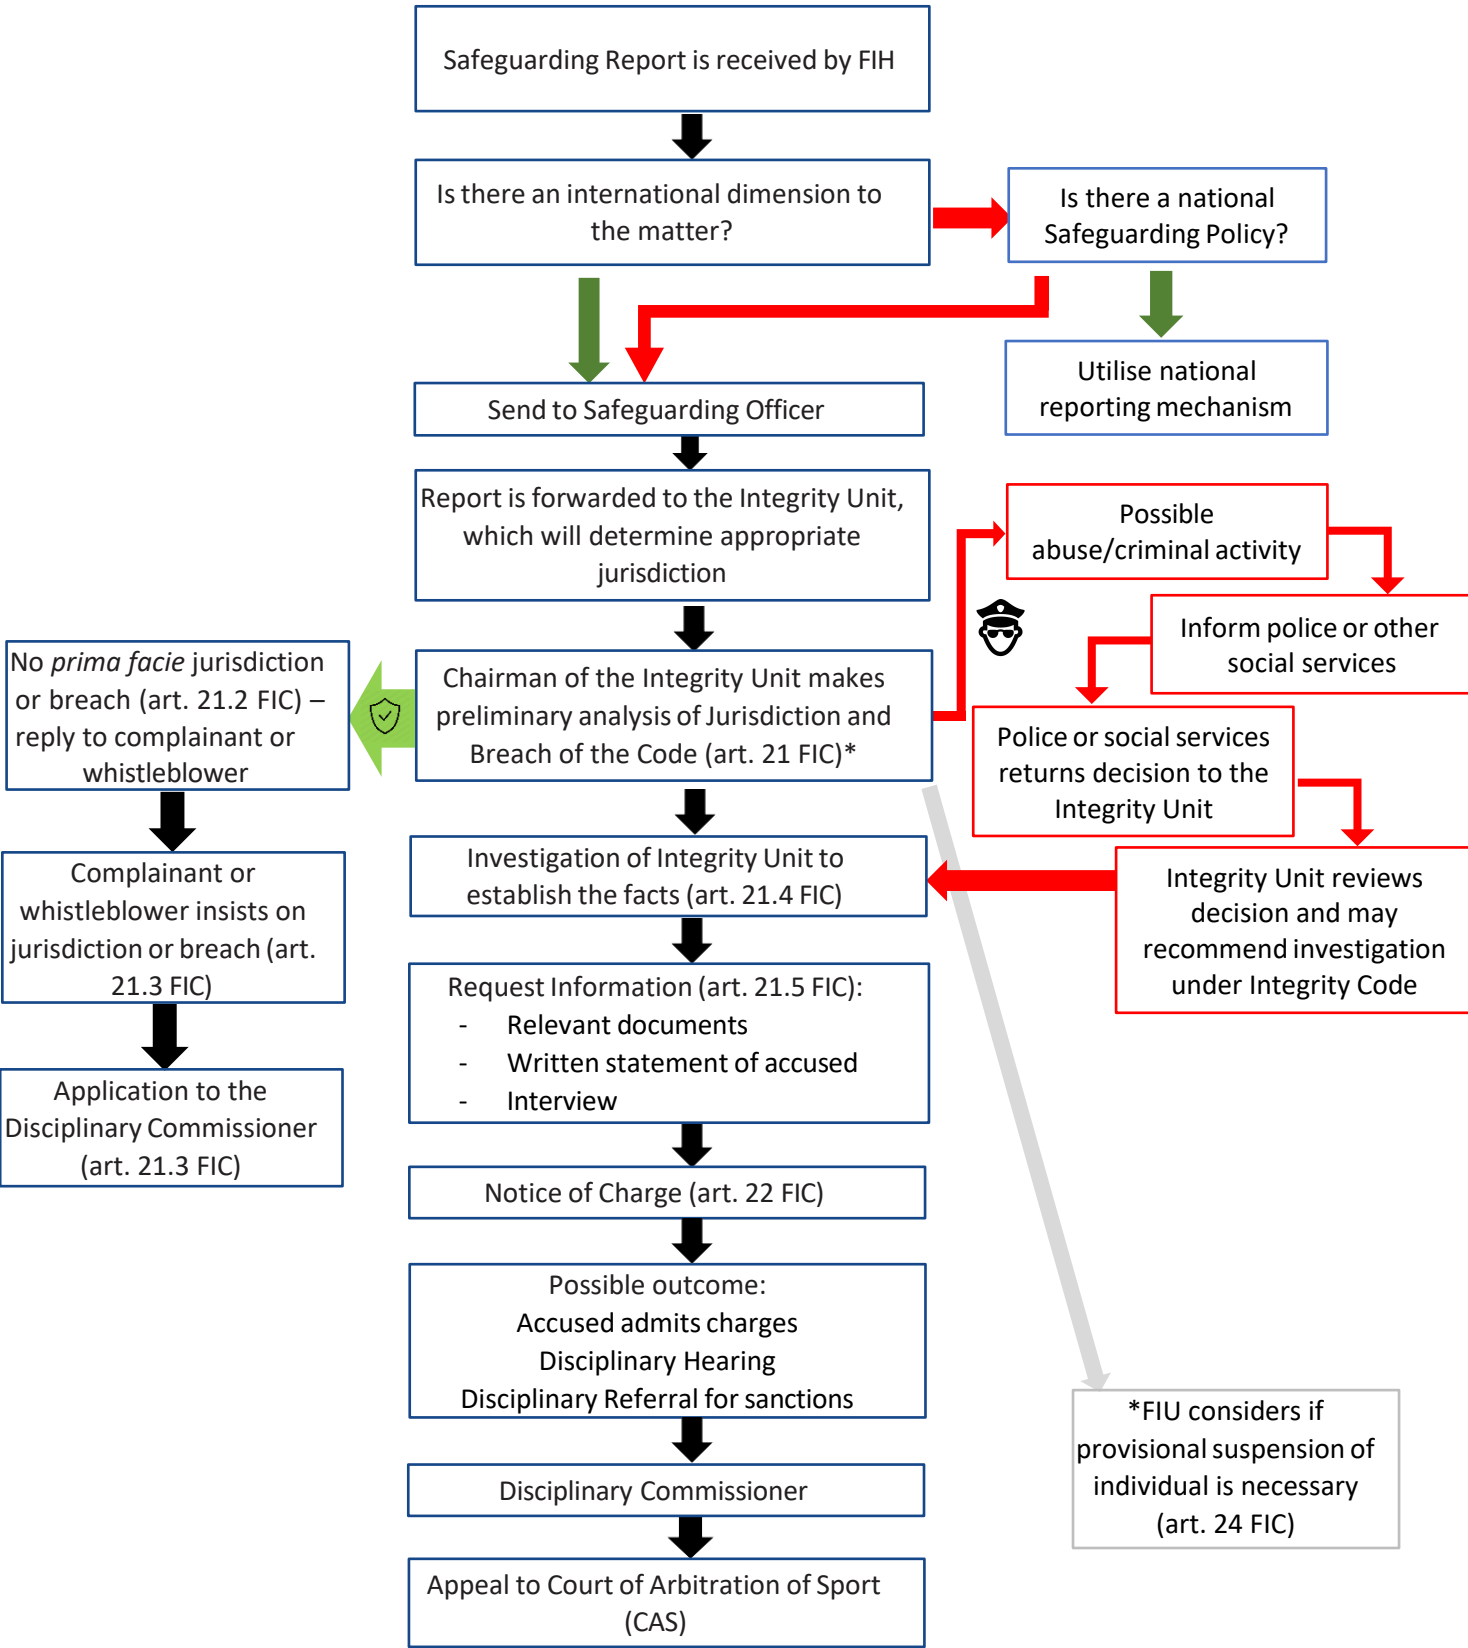 Safeguarding Report is received by FIH
Is there an international dimension to
the matter?
Is there a national
Safeguarding Policy?
Utilise national
reporting mechanism
Send to Safeguarding Officer
Report is forwarded to the Integrity Unit,
which will determine appropriate
jurisdiction
Possible
abuse/criminal activity
Inform police or other
social services
No prima facie jurisdiction
or breach (art. 21.2 FIC) –
reply to complainant or
whistleblower
Chairman of the Integrity Unit makes
preliminary analysis of Jurisdiction and
Breach of the Code (art. 21 FIC)*
Police or social services
returns decision to the
Integrity Unit
Complainant or
whistleblower insists on
jurisdiction or breach (art.
21.3 FIC)
Investigation of Integrity Unit to
establish the facts (art. 21.4 FIC)
Integrity Unit reviews
decision and may
recommend investigation
under Integrity Code
Request Information (art. 21.5 FIC):
- Relevant documents
- Written statement of accused
- Interview
Application to the
Disciplinary Commissioner
(art. 21.3 FIC)
Notice of Charge (art. 22 FIC)
Possible outcome:
Accused admits charges
Disciplinary Hearing
Disciplinary Referral for sanctions
*FIU considers if
provisional suspension of
individual is necessary
(art. 24 FIC)
Disciplinary Commissioner
Appeal to Court of Arbitration of Sport
(CAS)